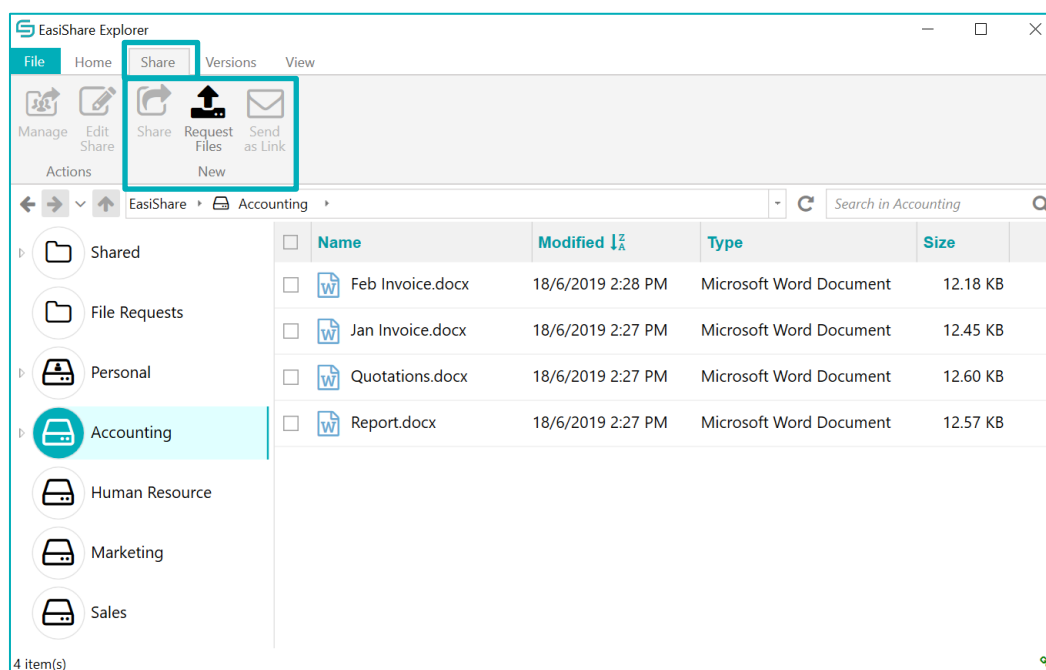 EasiShare Explorer
File Home Share Versions View
Manage Edit Share Share Request Files Send as Link
Actions New
EasiShare Accounting Search in Accounting
Shared
File Requests
Personal
Accounting
Human Resource
Marketing
Sales
Name Modified Type Size
Feb Invoice.docx 18/6/2019 2:28 PM Microsoft Word Document 12.18 KB
Jan Invoice.docx 18/6/2019 2:27 PM Microsoft Word Document 12.45 KB
Quotations.docx 18/6/2019 2:27 PM Microsoft Word Document 12.60 KB
Report.docx 18/6/2019 2:27 PM Microsoft Word Document 12.57 KB
4 item(s)